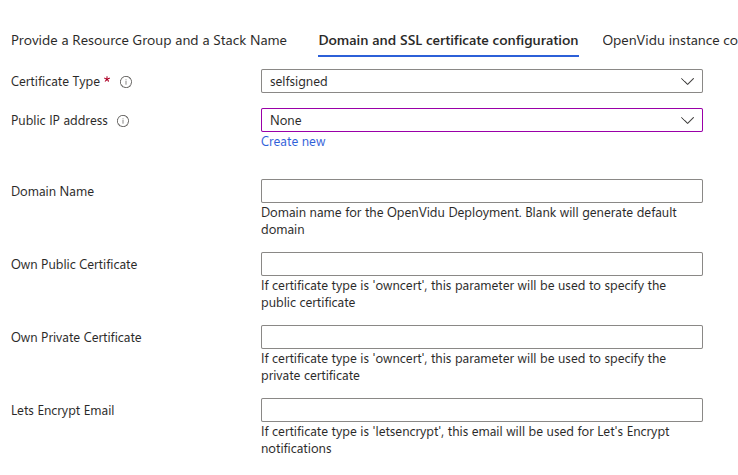 Provide a Resource Group and a Stack Name Domain and SSL certificate configuration OpenVidu instance co
Certificate Type * selfsigned
Public IP address None
Create new
Domain Name
Domain name for the OpenVidu Deployment. Blank will generate default
domain
Own Public Certificate
If certificate type is 'owncert', this parameter will be used to specify the
public certificate
Own Private Certificate
If certificate type is 'owncert', this parameter will be used to specify the
private certificate
Lets Encrypt Email
If certificate type is 'letsencrypt', this email will be used for Let's Encrypt
notifications